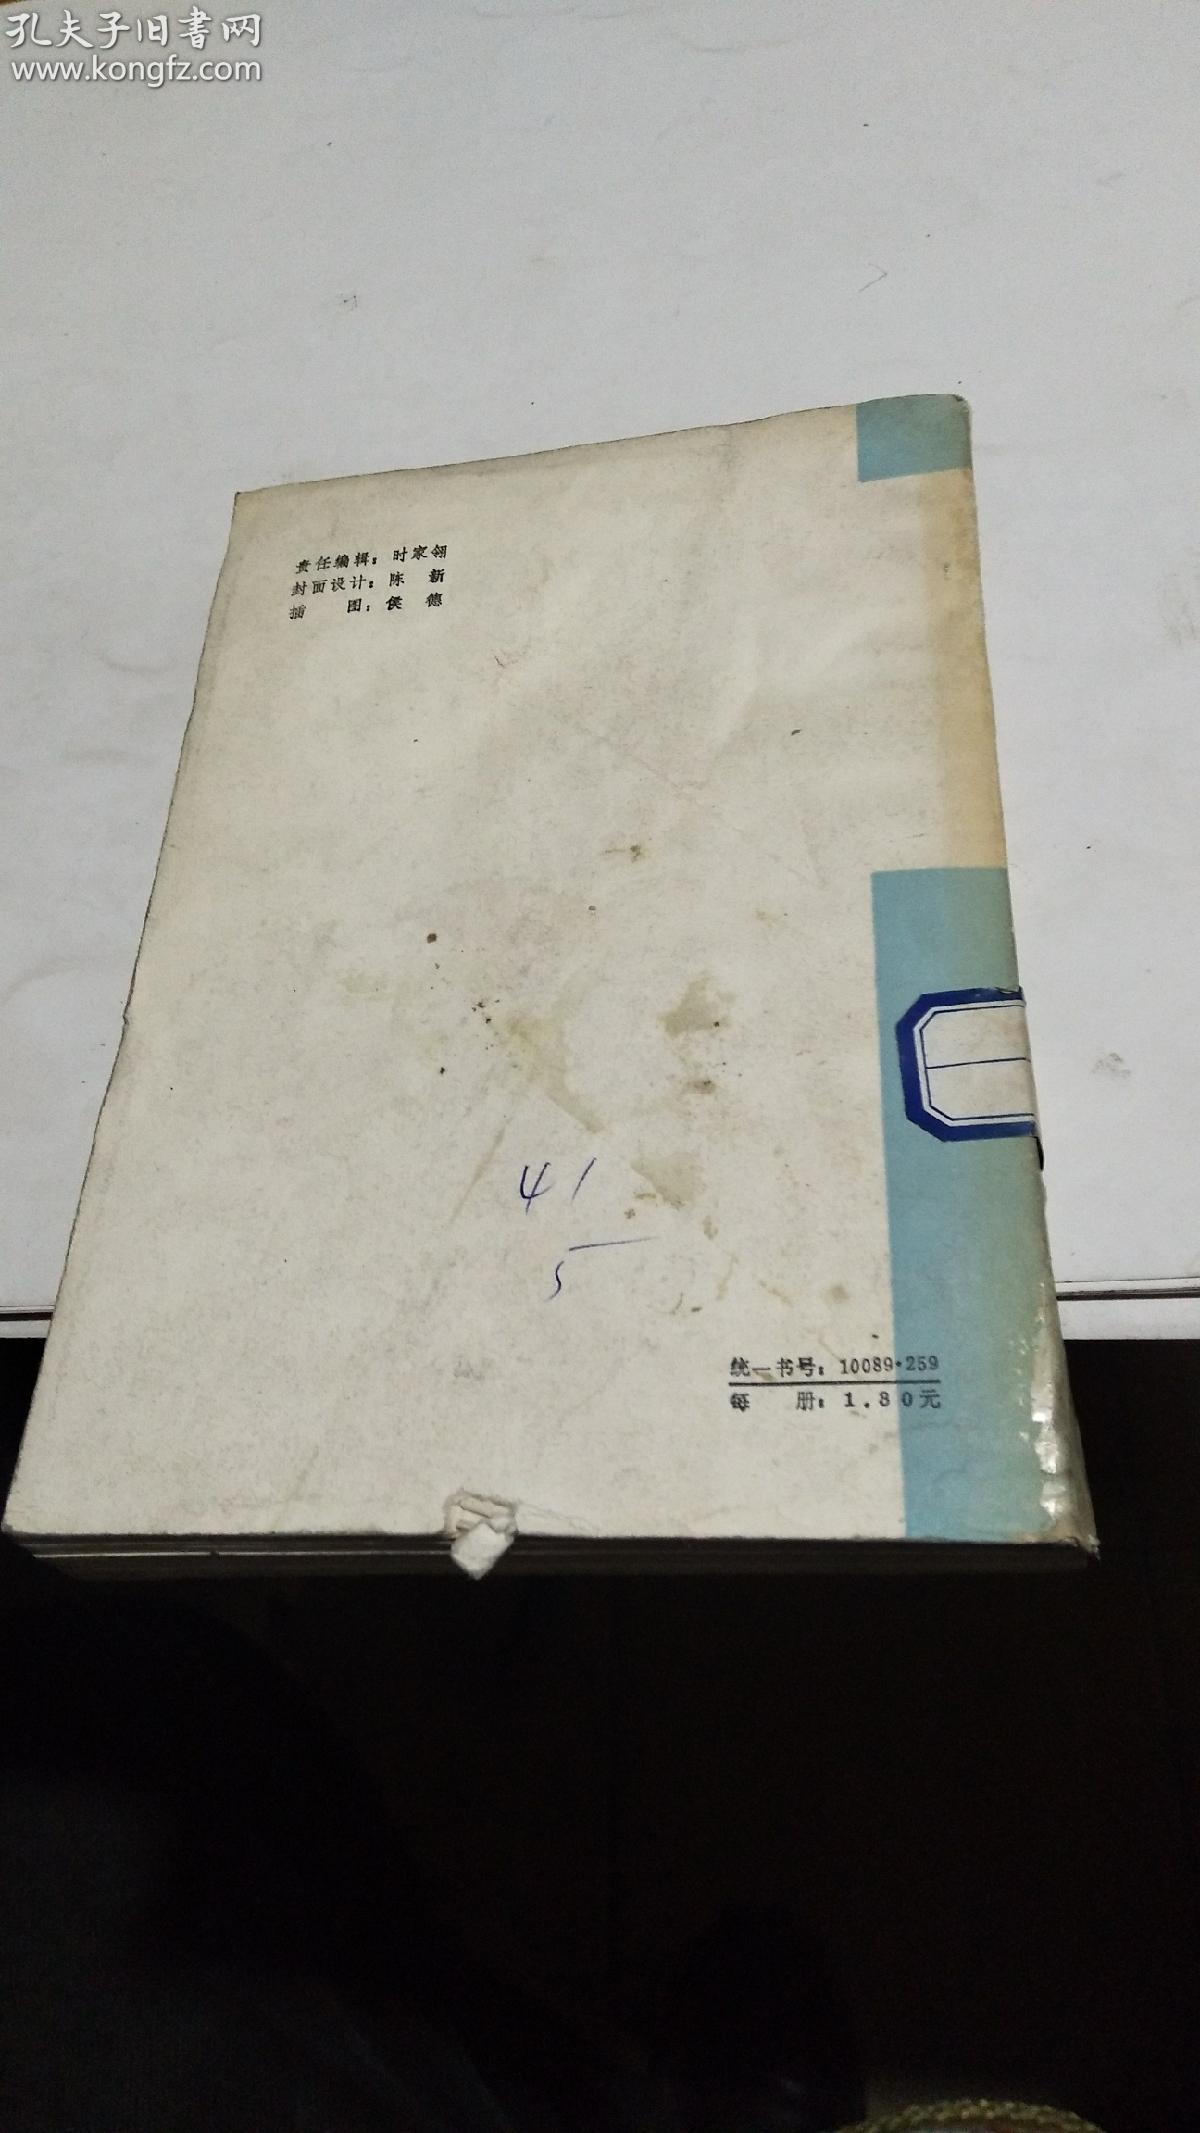 孔夫子旧書网
www.kongfz.com
责任编辑：时家翎
封面设计：陈 新
插 图：侯 德
41
5
统一书号：10089·259
每 册：1.80元